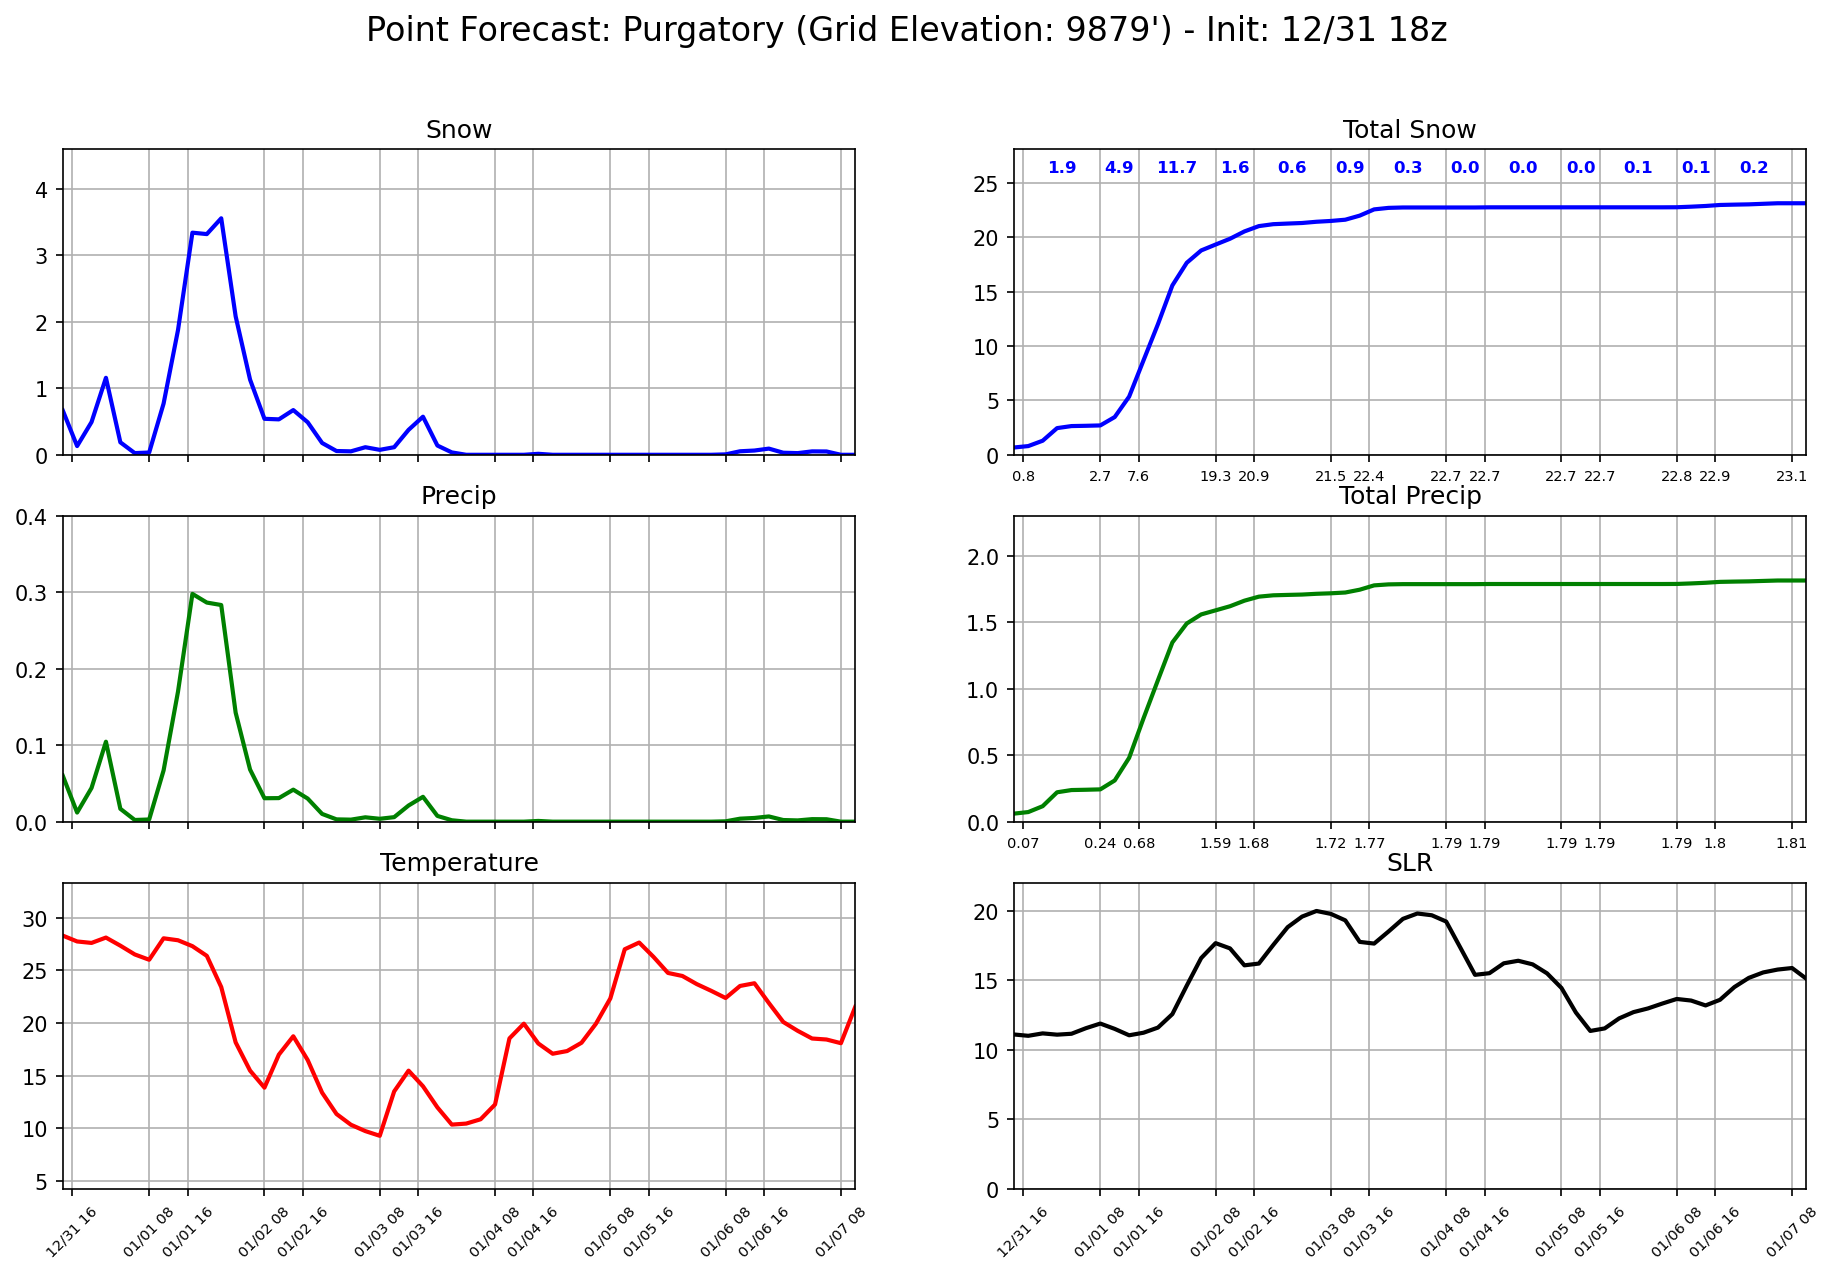 Point Forecast: Purgatory (Grid Elevation: 9879') - Init: 12/31 18z
Snow
4
3
2
1
0
Total Snow
1.9 4.9 11.7 1.6 0.6 0.9 0.3 0.0 0.0 0.0 0.1 0.1 0.2
25
20
15
10
5
0
0.8 2.7 7.6 19.3 20.9 21.5 22.4 22.7 22.7 22.7 22.7 22.8 22.9 23.1
Precip
0.4
0.3
0.2
0.1
0.0
Total Precip
2.0
1.5
1.0
0.5
0.0
0.07 0.24 0.68 1.59 1.68 1.72 1.77 1.79 1.79 1.79 1.79 1.79 1.8 1.81
Temperature
30
25
20
15
10
5
12/31 16 01/01 08 01/01 16 01/02 08 01/02 16 01/03 08 01/03 16 01/04 08 01/04 16 01/05 08 01/05 16 01/06 08 01/06 16 01/07 08
SLR
20
15
10
5
0
12/31 16 01/01 08 01/01 16 01/02 08 01/02 16 01/03 08 01/03 16 01/04 08 01/04 16 01/05 08 01/05 16 01/06 08 01/06 16 01/07 08